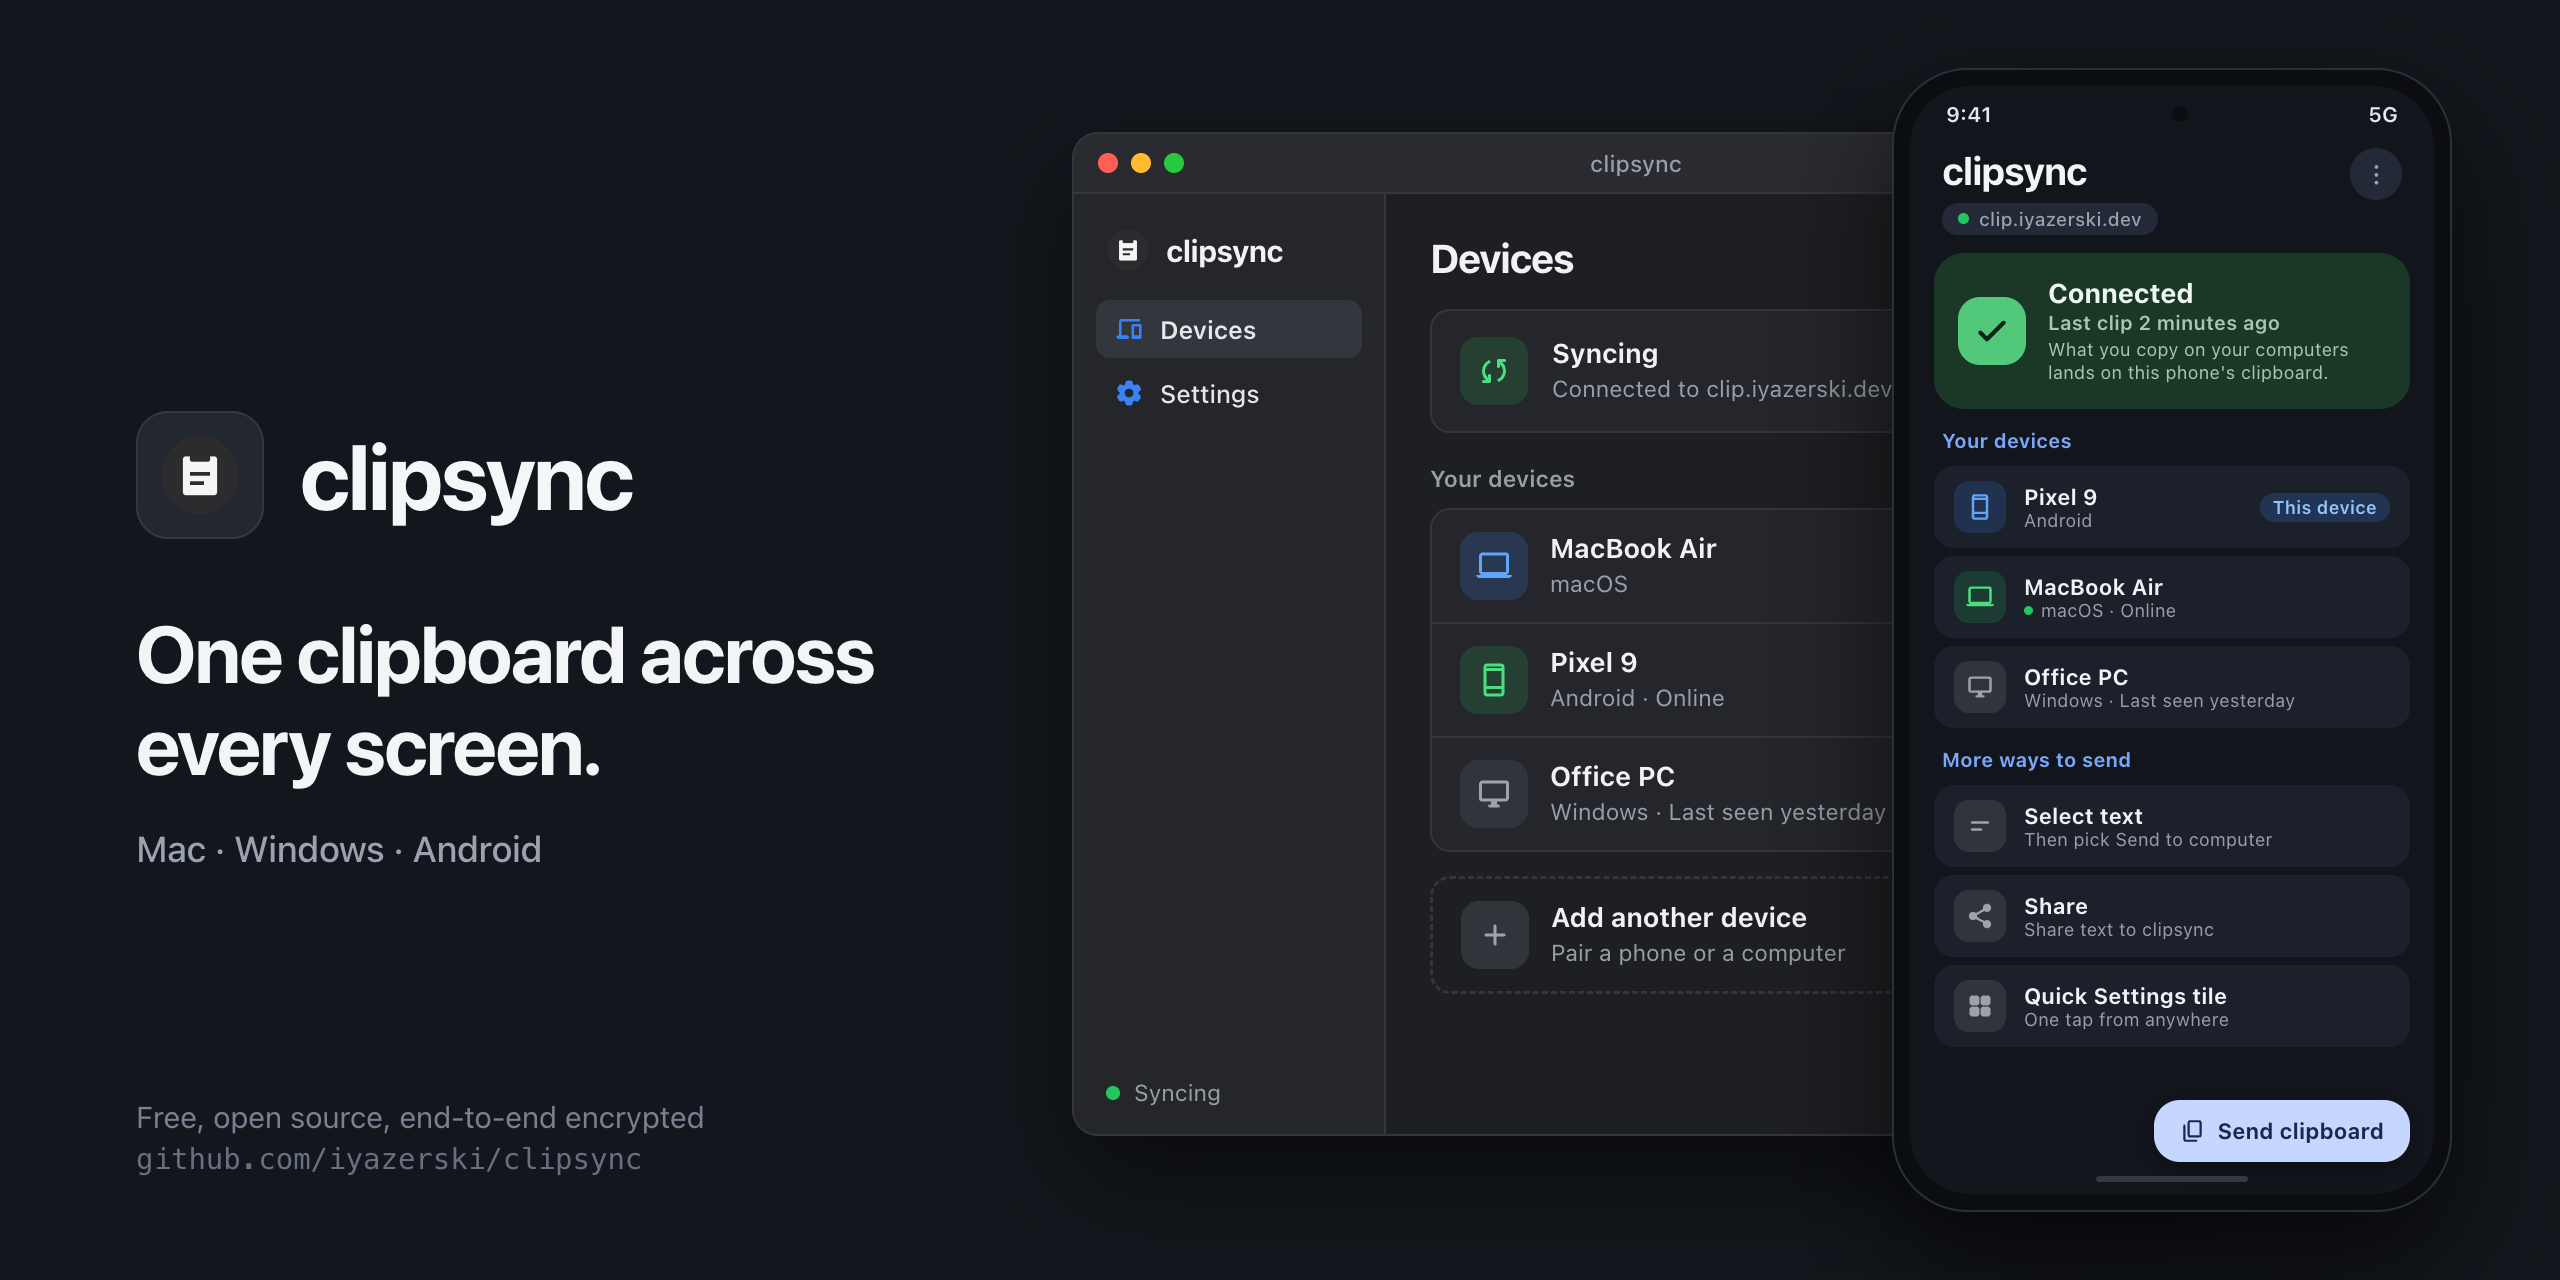 clipsync
One clipboard across
every screen.
Mac · Windows · Android
Free, open source, end-to-end encrypted
github.com/iyazerski/clipsync
clipsync
clipsync
Devices
Settings
Syncing
Devices
Syncing
Connected to clip.iyazerski.dev
Your devices
MacBook Air
macOS
Pixel 9
Android · Online
Office PC
Windows · Last seen yesterday
Add another device
Pair a phone or a computer
9:41
5G
clipsync
clip.iyazerski.dev
Connected
Last clip 2 minutes ago
What you copy on your computers
lands on this phone's clipboard.
Your devices
Pixel 9
Android
This device
MacBook Air
macOS · Online
Office PC
Windows · Last seen yesterday
More ways to send
Select text
Then pick Send to computer
Share
Share text to clipsync
Quick Settings tile
One tap from anywhere
Send clipboard